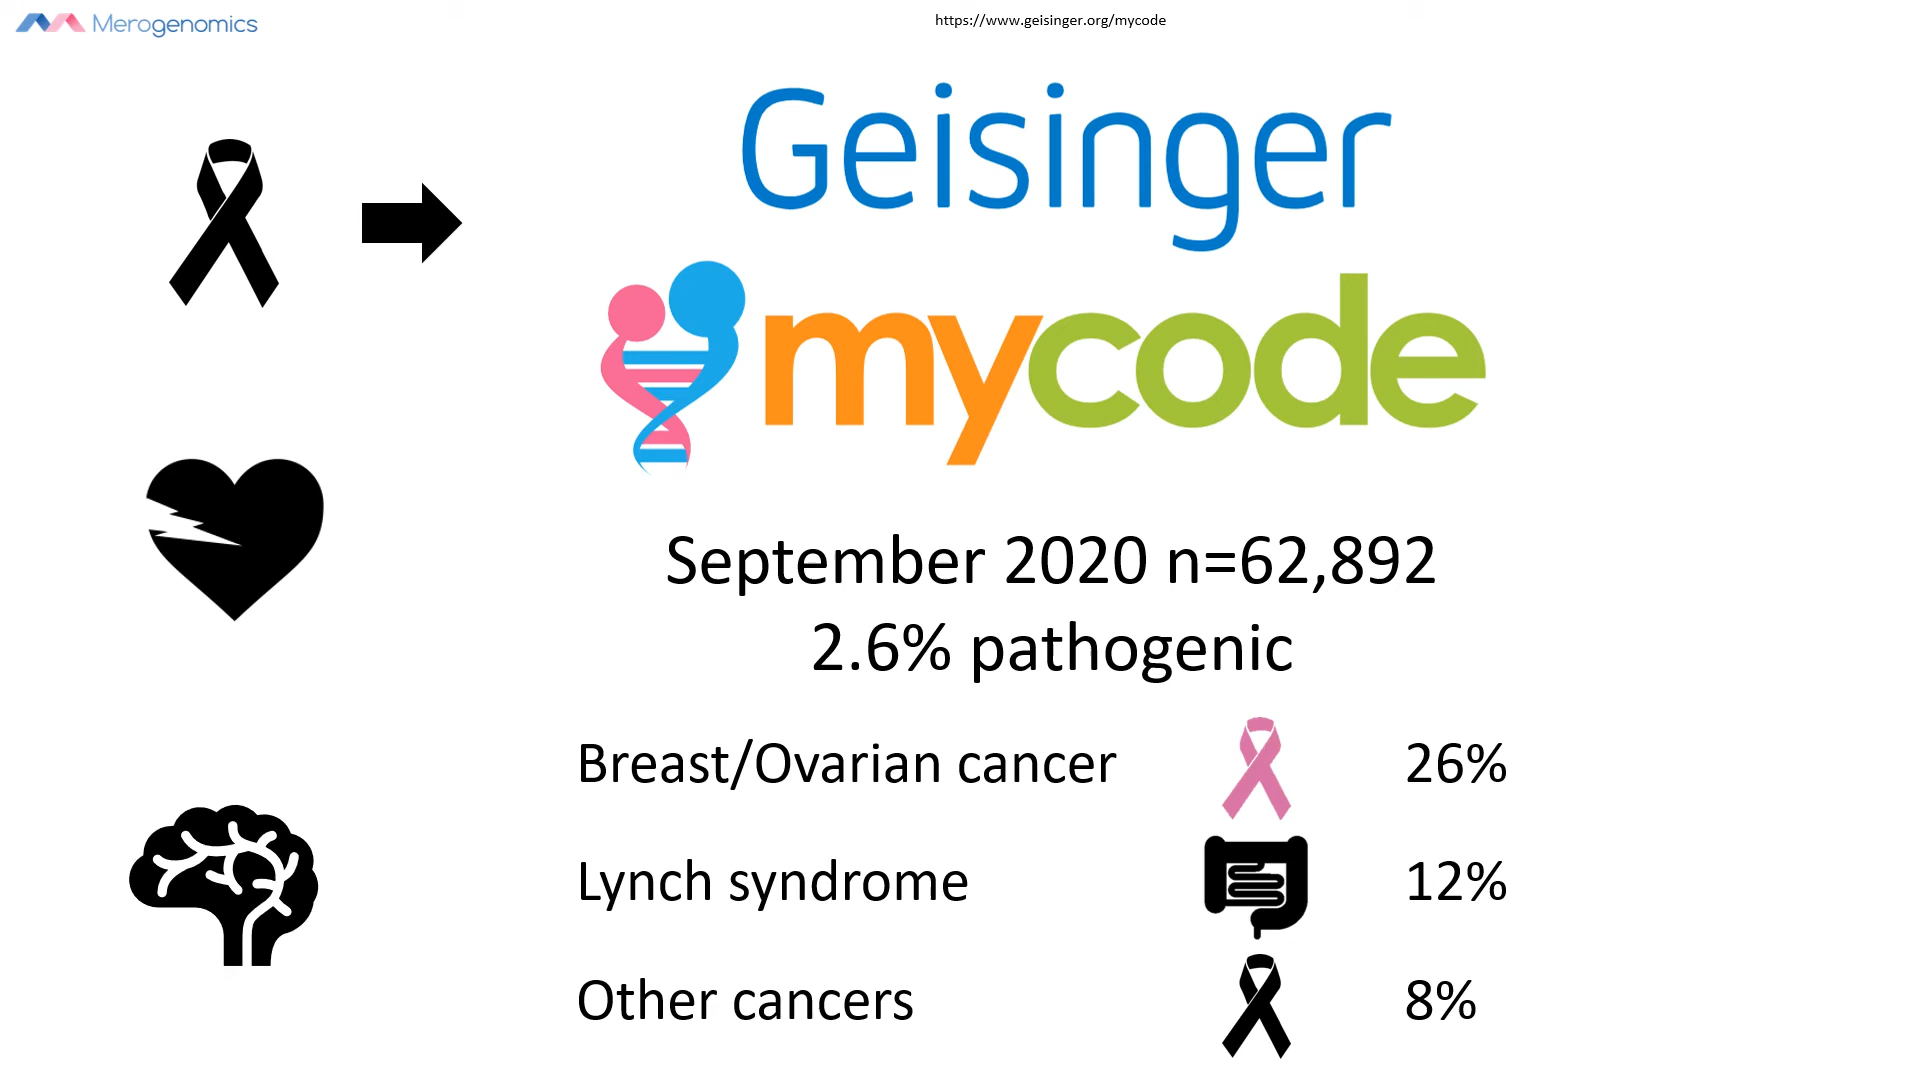 Merogenomics
https://www.geisinger.org/mycode
Geisinger
mycode
September 2020 n=62,892
2.6% pathogenic
Breast/Ovarian cancer 26%
Lynch syndrome 12%
Other cancers 8%